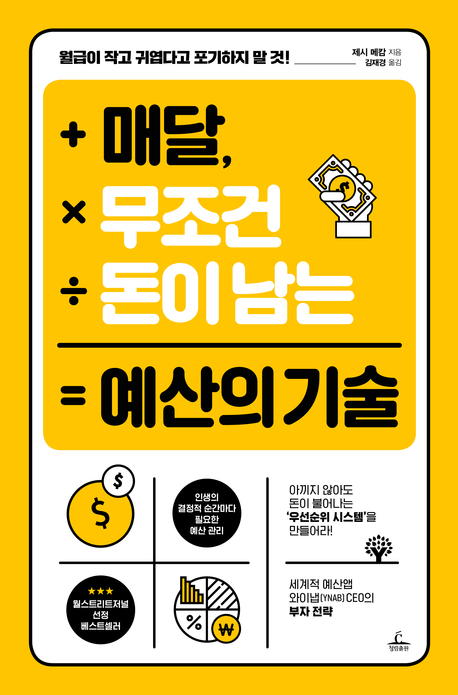 월급이 작고 귀엽다고 포기하지 말 것!
제시 메캄 지음
김재경 옮김
+ 매달,
× 무조건
÷ 돈이 남는
= 예산의 기술
$
$
인생의
결정적 순간마다
필요한
예산 관리
아끼지 않아도
돈이 불어나는
‘우선순위 시스템’을
만들어라!
★★★
월스트리트저널
선정
베스트셀러
%
₩
세계적 예산앱
와이냅(YNAB) CEO의
부자 전략
청림출판